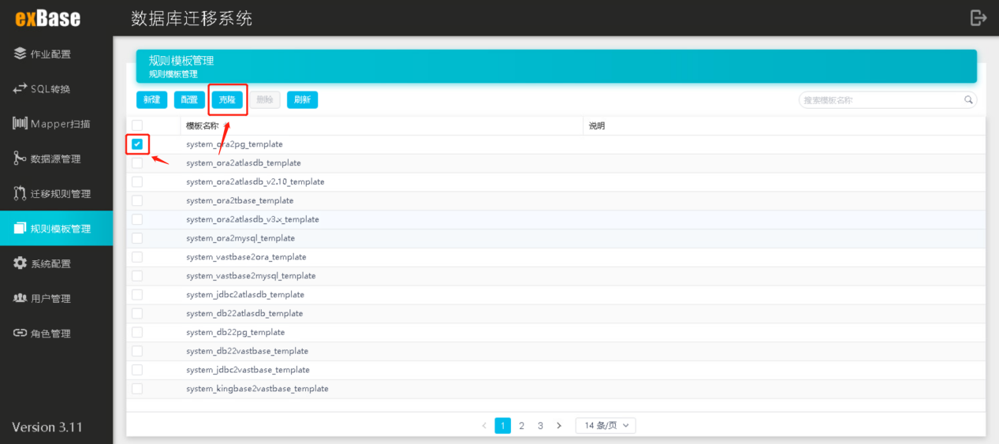 exBase
数据库迁移系统
作业配置
SQL转换
Mapper扫描
数据源管理
迁移规则管理
规则模板管理
系统配置
用户管理
角色管理
Version 3.11
规则模板管理
规则模板管理
新建 配置 克隆 删除 刷新 搜索模板名称
模板名称 说明
system_ora2pg_template
system_ora2atlasdb_template
system_ora2atlasdb_v2.10_template
system_ora2tbase_template
system_ora2atlasdb_v3.x_template
system_ora2mysql_template
system_vastbase2ora_template
system_vastbase2mysql_template
system_jdbc2atlasdb_template
system_db22atlasdb_template
system_db22pg_template
system_db22vastbase_template
system_jdbc2vastbase_template
system_kingbase2vastbase_template
1 2 3 14 条/页